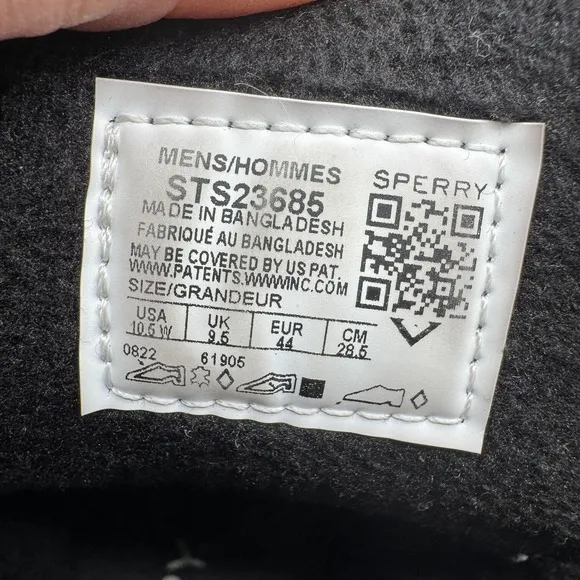 MENS/HOMMES
STS23685
SPERRY
MADE IN BANGLADESH
FABRIQUÉ AU BANGLADESH
MAY BE COVERED BY US PAT.
WWW.PATENTS.WWWINC.COM
SIZE/GRANDEUR
USA UK EUR CM
10.5 W 9.5 44 28.5
0822 61905